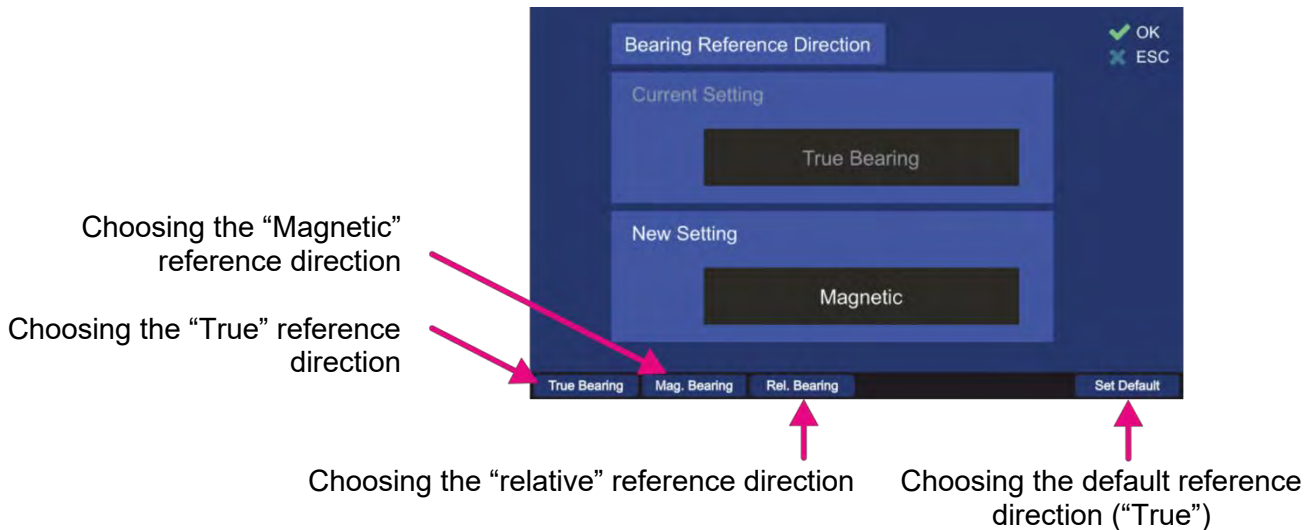 Bearing Reference Direction
OK
ESC
Current Setting
True Bearing
New Setting
Magnetic
Choosing the “Magnetic”
reference direction
Choosing the “True” reference
direction
True Bearing
Mag. Bearing
Rel. Bearing
Set Default
Choosing the “relative” reference direction
Choosing the default reference
direction (“True”)